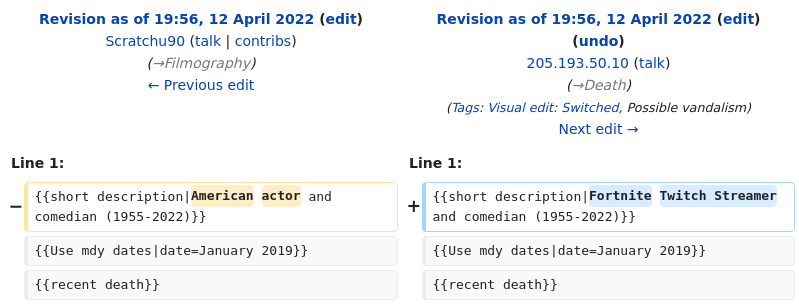 Revision as of 19:56, 12 April 2022 (edit)
Scratchu90 (talk | contribs)
(→Filmography)
← Previous edit
Revision as of 19:56, 12 April 2022 (edit)
(undo)
205.193.50.10 (talk)
(→Death)
(Tags: Visual edit: Switched, Possible vandalism)
Next edit →
Line 1:
Line 1:
− {{short description|American actor and
comedian (1955-2022)}}
+ {{short description|Fortnite Twitch Streamer
and comedian (1955-2022)}}
{{Use mdy dates|date=January 2019}}
{{Use mdy dates|date=January 2019}}
{{recent death}}
{{recent death}}